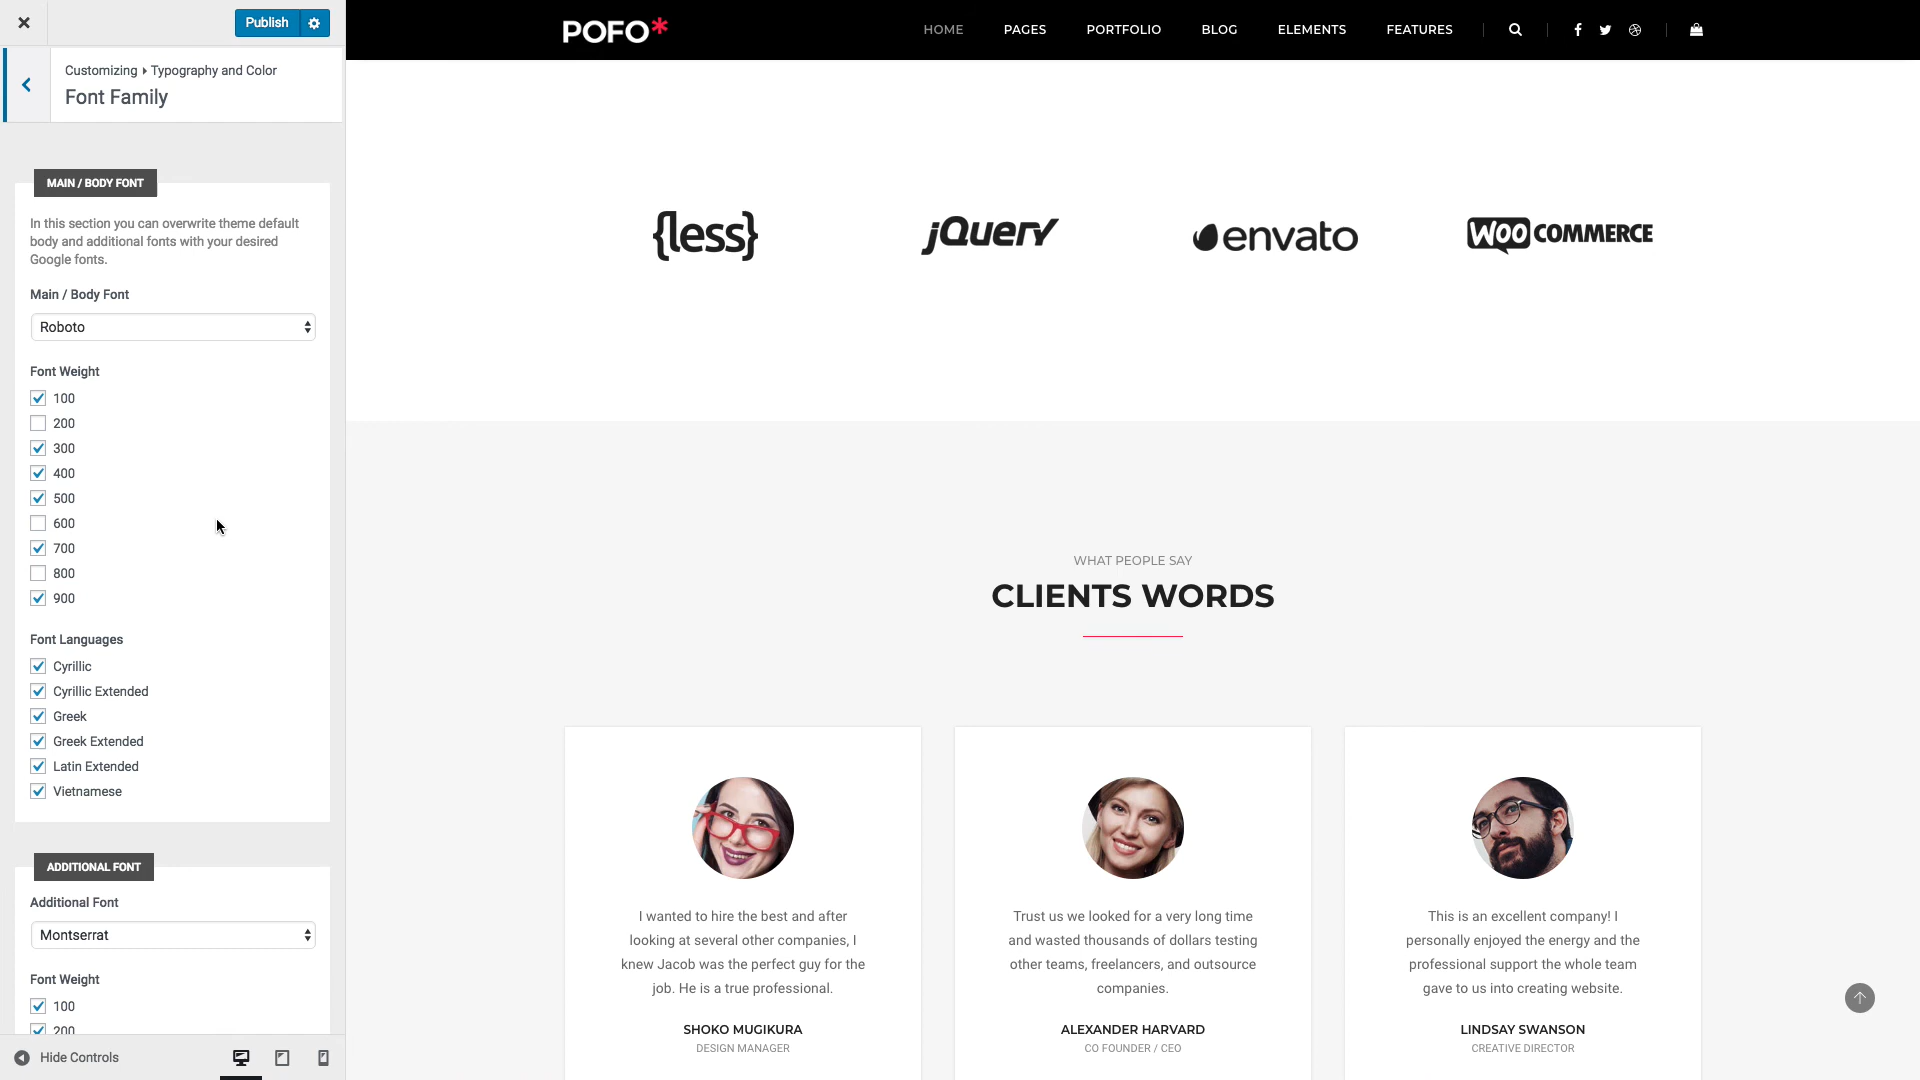 Publish
Customizing ▸ Typography and Color
Font Family
MAIN / BODY FONT
In this section you can overwrite theme default
body and additional fonts with your desired
Google fonts.
Main / Body Font
Roboto
Font Weight
100
200
300
400
500
600
700
800
900
Font Languages
Cyrillic
Cyrillic Extended
Greek
Greek Extended
Latin Extended
Vietnamese
ADDITIONAL FONT
Additional Font
Montserrat
Font Weight
100
200
Hide Controls
POFO*
HOME PAGES PORTFOLIO BLOG ELEMENTS FEATURES
{less} jQuery envato WOOCOMMERCE
WHAT PEOPLE SAY
CLIENTS WORDS
I wanted to hire the best and after
looking at several other companies, I
knew Jacob was the perfect guy for the
job. He is a true professional.
SHOKO MUGIKURA
DESIGN MANAGER
Trust us we looked for a very long time
and wasted thousands of dollars testing
other teams, freelancers, and outsource
companies.
ALEXANDER HARVARD
CO FOUNDER / CEO
This is an excellent company! I
personally enjoyed the energy and the
professional support the whole team
gave to us into creating website.
LINDSAY SWANSON
CREATIVE DIRECTOR